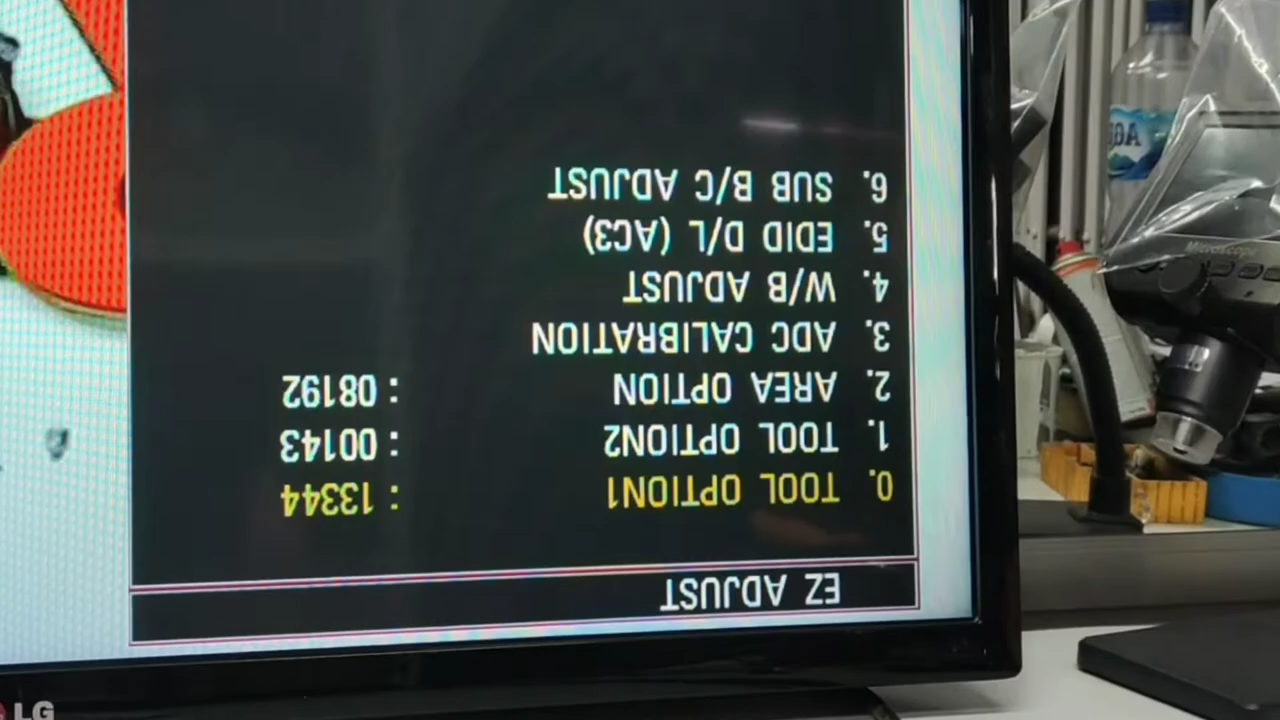 EZ ADJUST
0. TOOL OPTION1 : 13344
1. TOOL OPTION2 : 00143
2. AREA OPTION : 08192
3. ADC CALIBRATION
4. W/B ADJUST
5. EDID D/L (AC3)
6. SUB B/C ADJUST
LG
Microscope